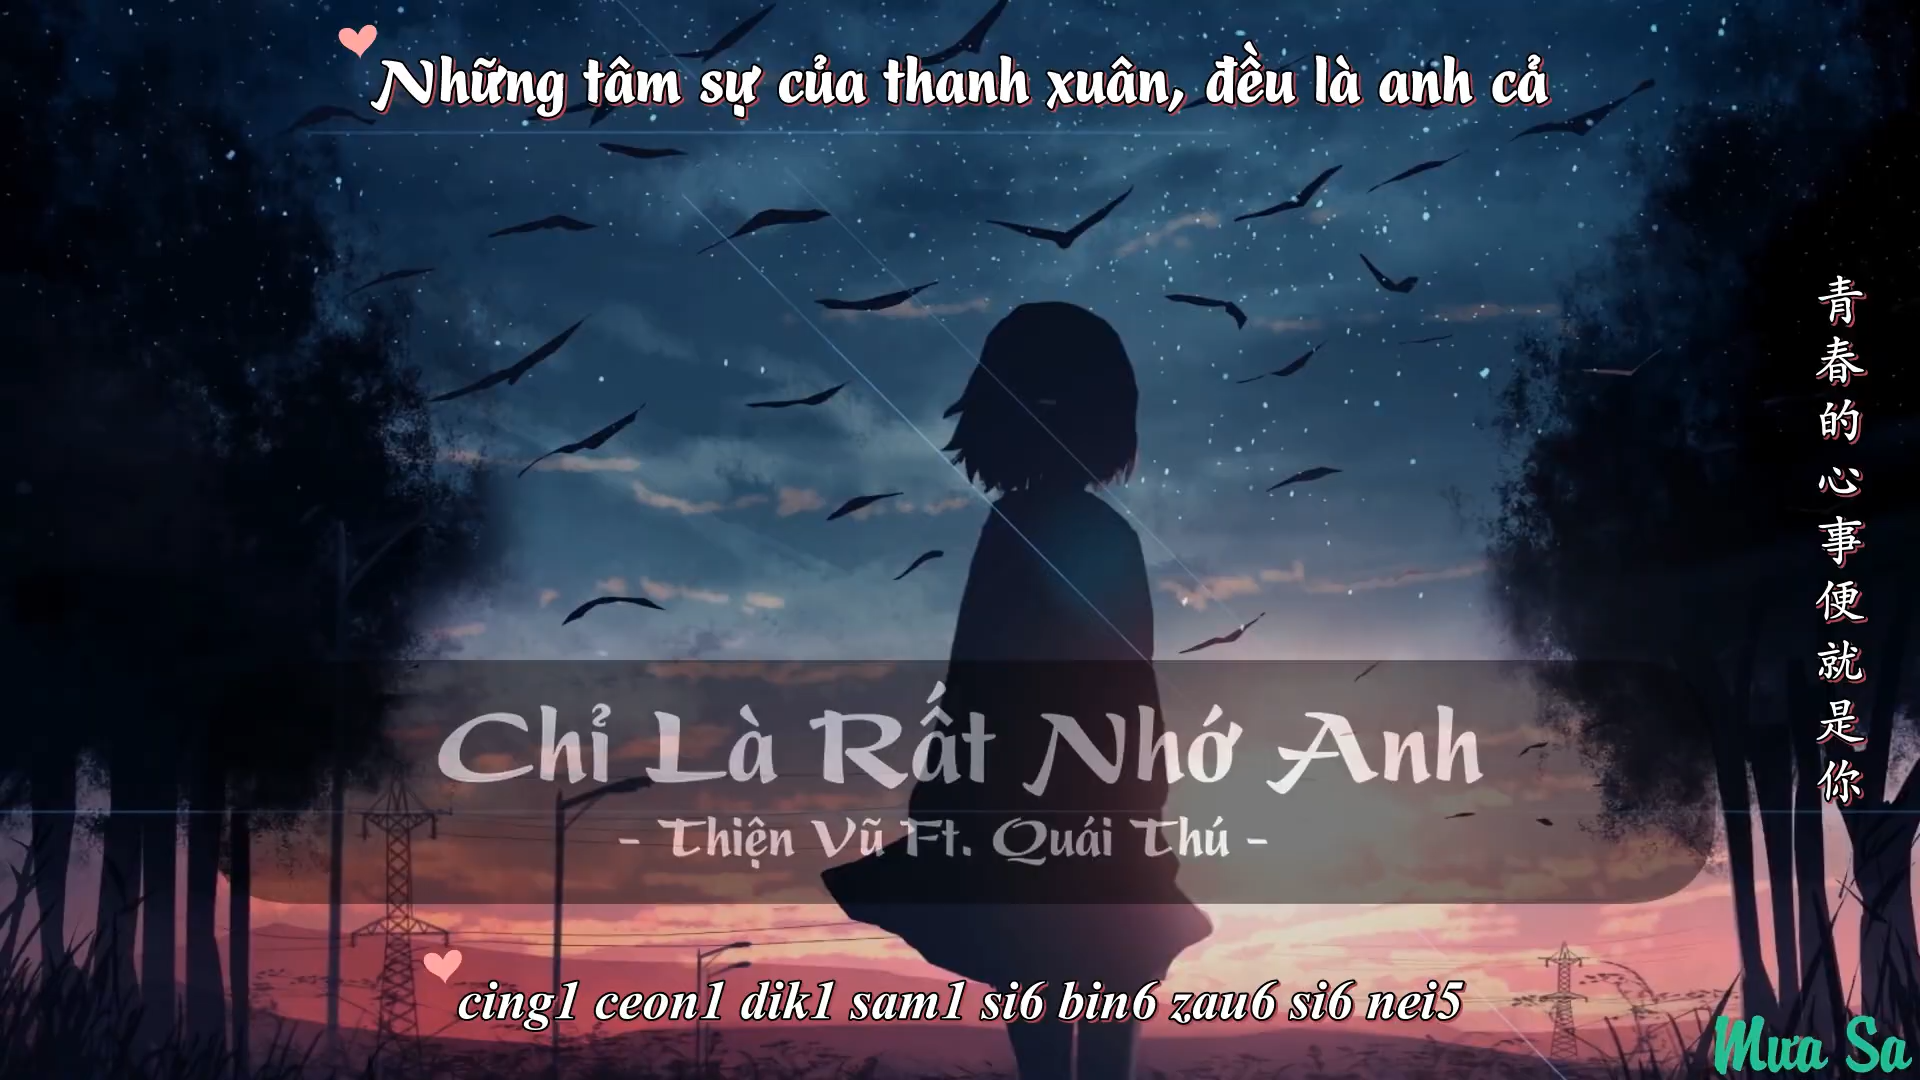 Những tâm sự của thanh xuân, đều là anh cả
青春的心事便就是你
Chỉ Là Rất Nhớ Anh
- Thiện Vũ Ft. Quái Thú -
cing1 ceon1 dik1 sam1 si6 bin6 zau6 si6 nei5
Mưa Sa